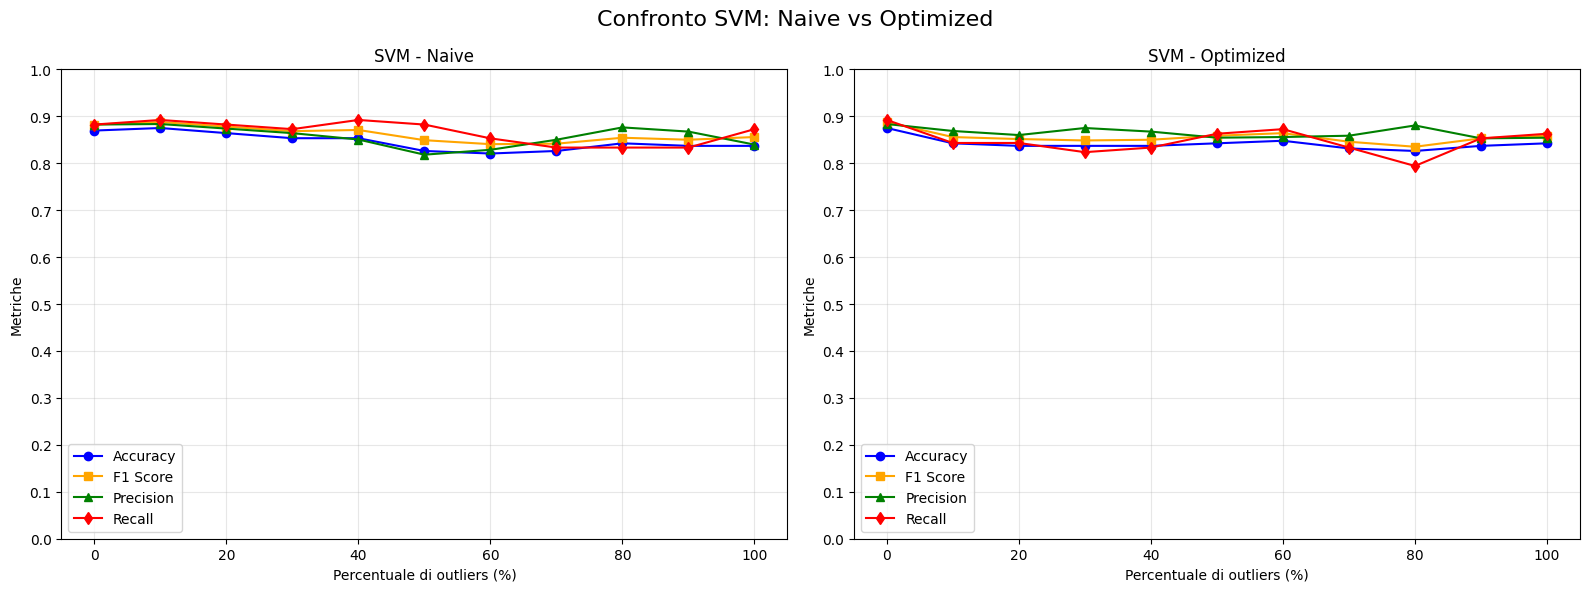 Confronto SVM: Naive vs Optimized
SVM - Naive
1.0
0.9
0.8
0.7
0.6
0.5
0.4
0.3
0.2
0.1
0.0
Metriche
Accuracy
F1 Score
Precision
Recall
0 20 40 60 80 100
Percentuale di outliers (%)
SVM - Optimized
1.0
0.9
0.8
0.7
0.6
0.5
0.4
0.3
0.2
0.1
0.0
Metriche
Accuracy
F1 Score
Precision
Recall
0 20 40 60 80 100
Percentuale di outliers (%)